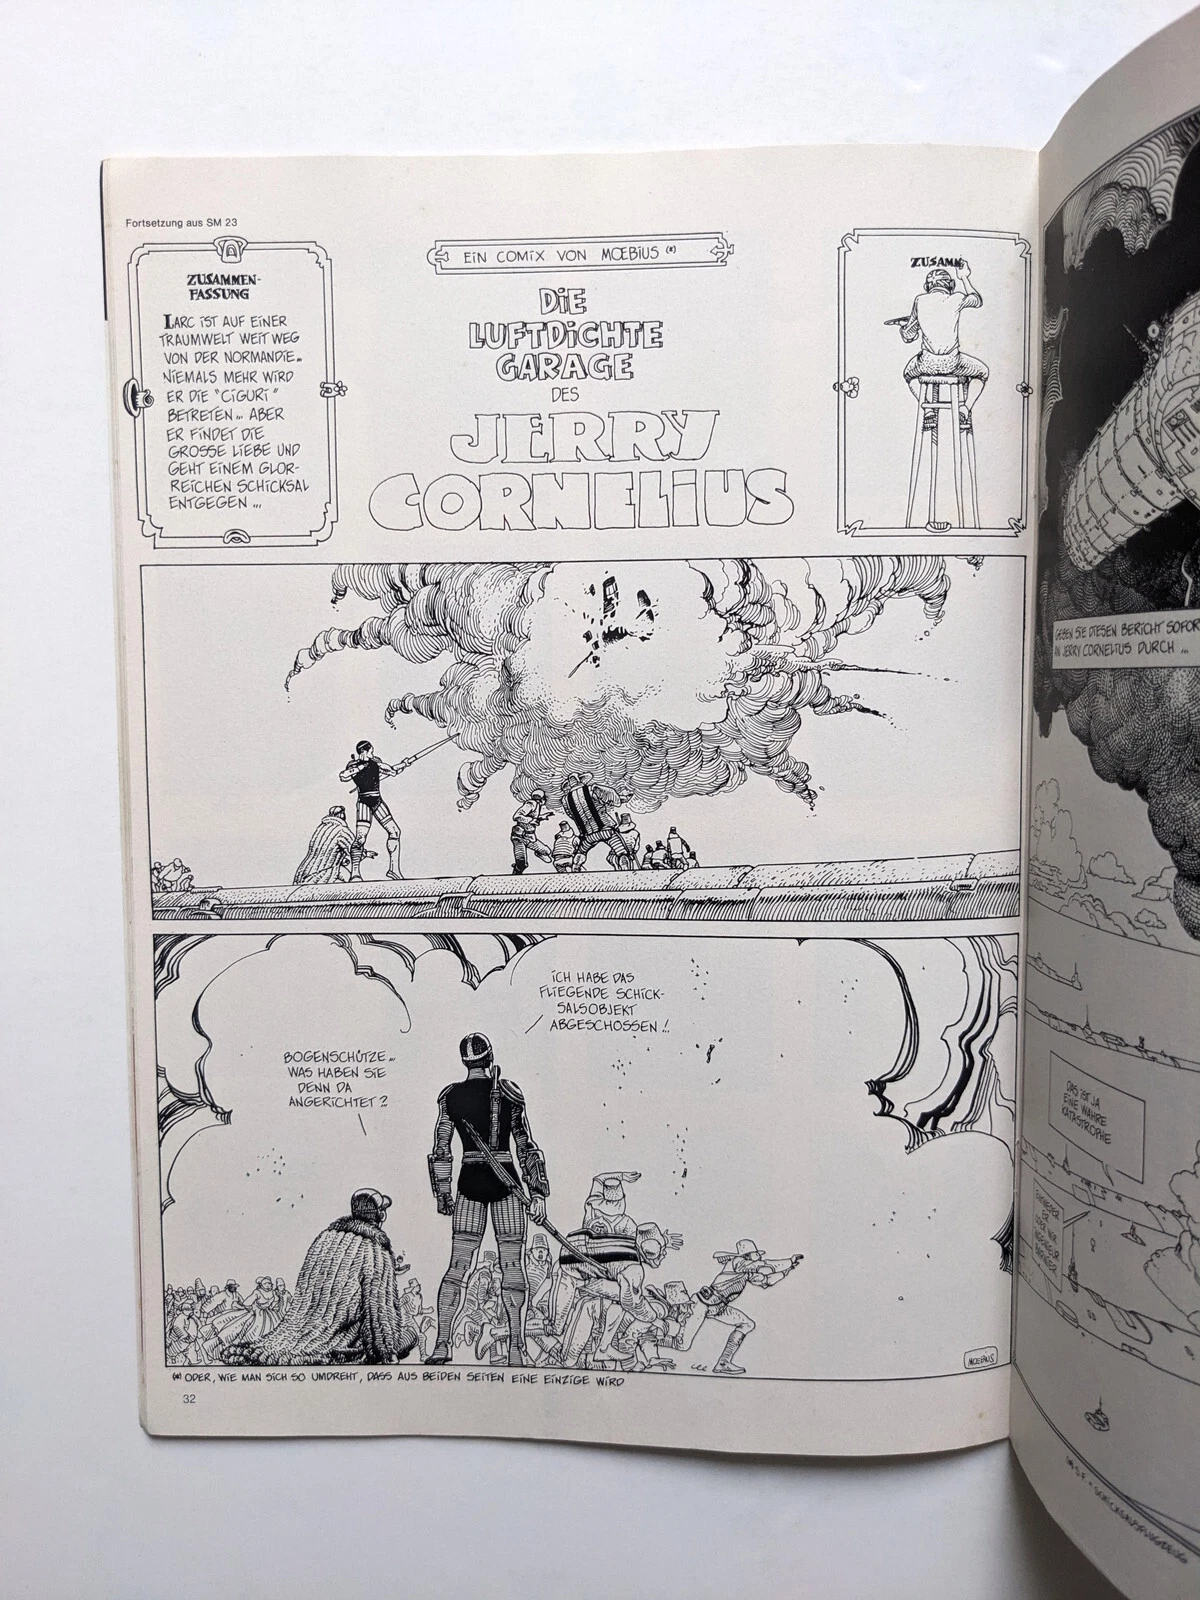 Fortsetzung aus SM 23
ZUSAMMEN-
FASSUNG
LARC iST AUF EiNER
TRAUMWELT WEiT WEG
VON DER NORMANDiE..
NiEMALS MEHR WiRD
ER DiE "CiGURi"
BETRETEN... ABER
ER FiNDET DiE
GROSSE LiEBE UND
GEHT EiNEM GLOR-
REiCHEN SCHiCKSAL
ENTGEGEN ...
EiN COMiX VON MŒBiUS (*)
DiE
LUFTDiCHTE
GARAGE
DES
JERRY
CORNELiUS
ZUSAMM
BOGENSCHÜTZE...
WAS HABEN SiE
DENN DA
ANGERiCHTET ?
iCH HABE DAS
FLiEGENDE SCHiCK-
SALSOBJEKT
ABGESCHOSSEN !!
MŒBiUS
(*) ODER, WiE MAN SiCH SO UMDREHT, DASS AUS BEiDEN SEiTEN EiNE EiNZiGE WiRD
32
GEBEN SiE DiESEN BERiCHT SOFOR
AN JERRY CORNELiUS DURCH ...
DAS iST JA
EiNE WAHRE
KATASTROPHE